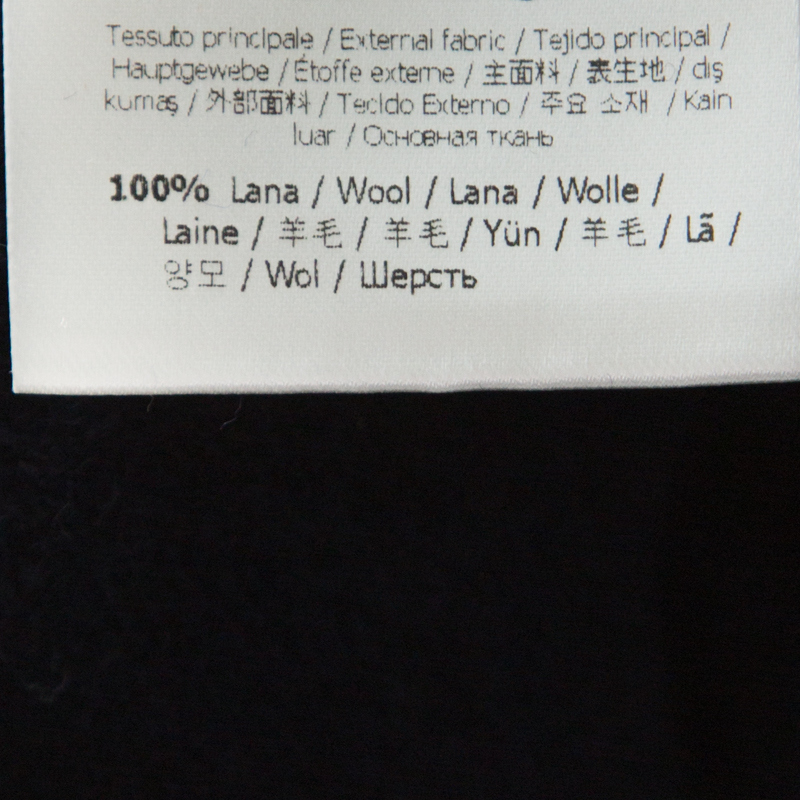 Tessuto principale / External fabric / Tejido principal /
Hauptgewebe / Étoffe externe / 主面料 / 表生地 / dış
kumaş / 外部面料 / Tecido Externo / 주요 소재 / Kain
luar / Основная ткань
100% Lana / Wool / Lana / Wolle /
Laine / 羊毛 / 羊毛 / Yün / 羊毛 / Lã /
양모 / Wol / Шерсть